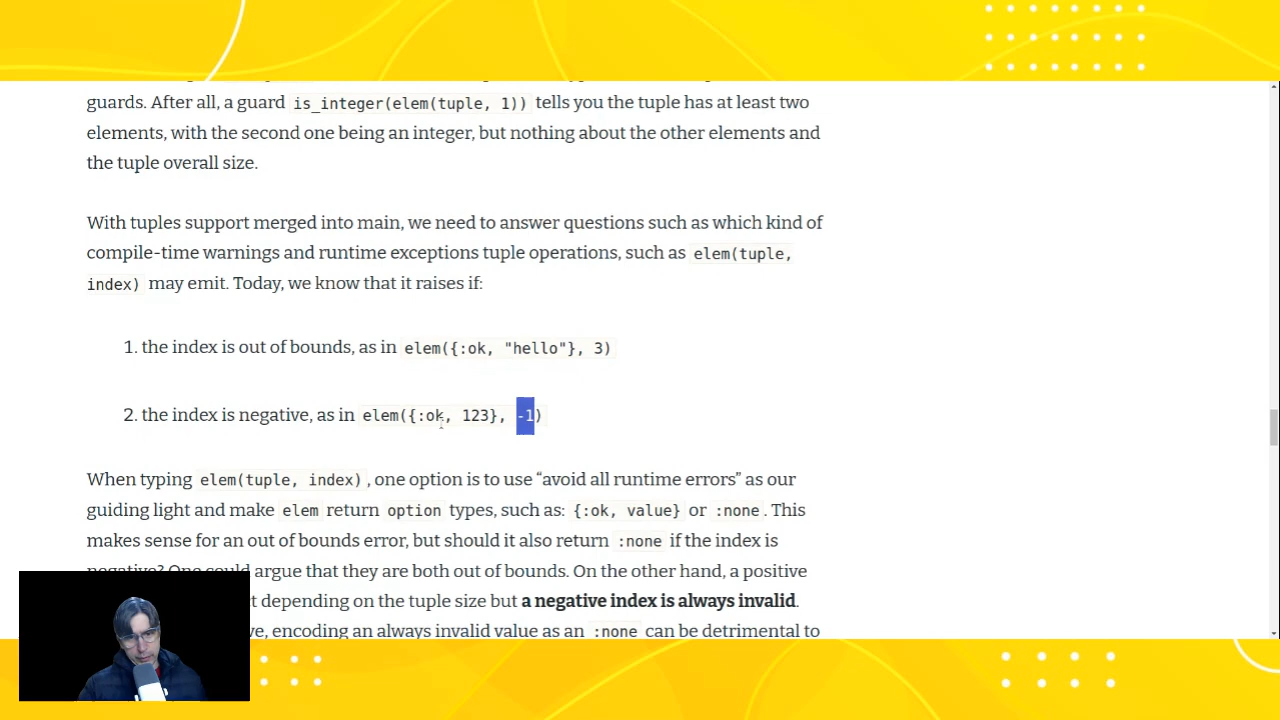 guards. After all, a guard is_integer(elem(tuple, 1)) tells you the tuple has at least two
elements, with the second one being an integer, but nothing about the other elements and
the tuple overall size.
With tuples support merged into main, we need to answer questions such as which kind of
compile-time warnings and runtime exceptions tuple operations, such as elem(tuple,
index) may emit. Today, we know that it raises if:
1. the index is out of bounds, as in elem({:ok, "hello"}, 3)
2. the index is negative, as in elem({:ok, 123}, -1)
When typing elem(tuple, index), one option is to use “avoid all runtime errors” as our
guiding light and make elem return option types, such as: {:ok, value} or :none. This
makes sense for an out of bounds error, but should it also return :none if the index is
negative? One could argue that they are both out of bounds. On the other hand, a positive
depending on the tuple size but a negative index is always invalid.
encoding an always invalid value as an :none can be detrimental to